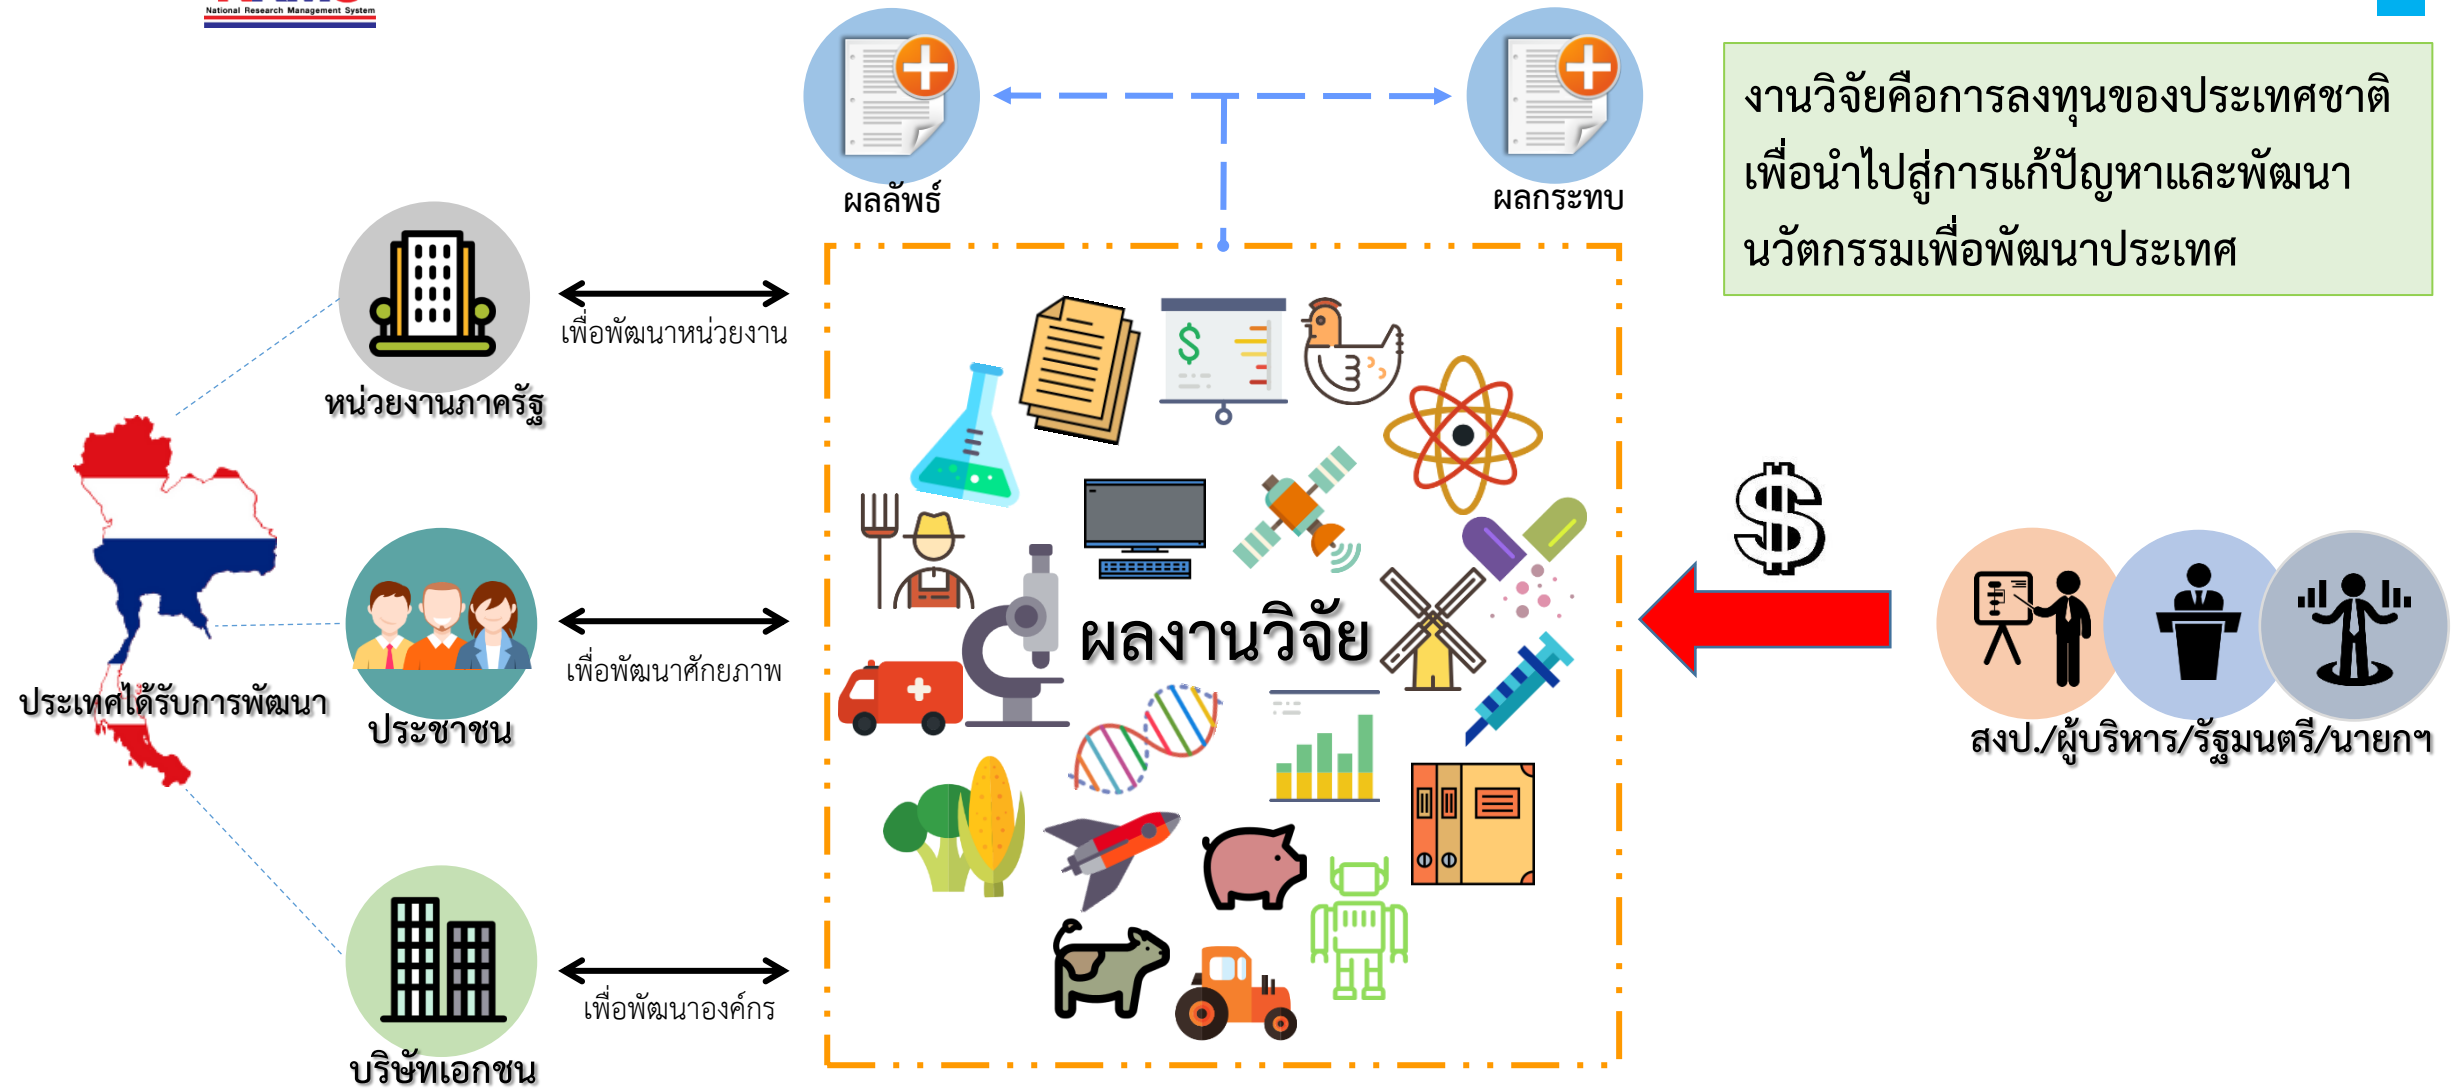 National Research Management System
งานวิจัยคือการลงทุนของประเทศชาติ
เพื่อนำไปสู่การแก้ปัญหาและพัฒนา
นวัตกรรมเพื่อพัฒนาประเทศ
ผลลัพธ์
ผลกระทบ
เพื่อพัฒนาหน่วยงาน
หน่วยงานภาครัฐ
ผลงานวิจัย
เพื่อพัฒนาศักยภาพ
ประเทศได้รับการพัฒนา
ประชาชน
สงป./ผู้บริหาร/รัฐมนตรี/นายกฯ
เพื่อพัฒนาองค์กร
บริษัทเอกชน